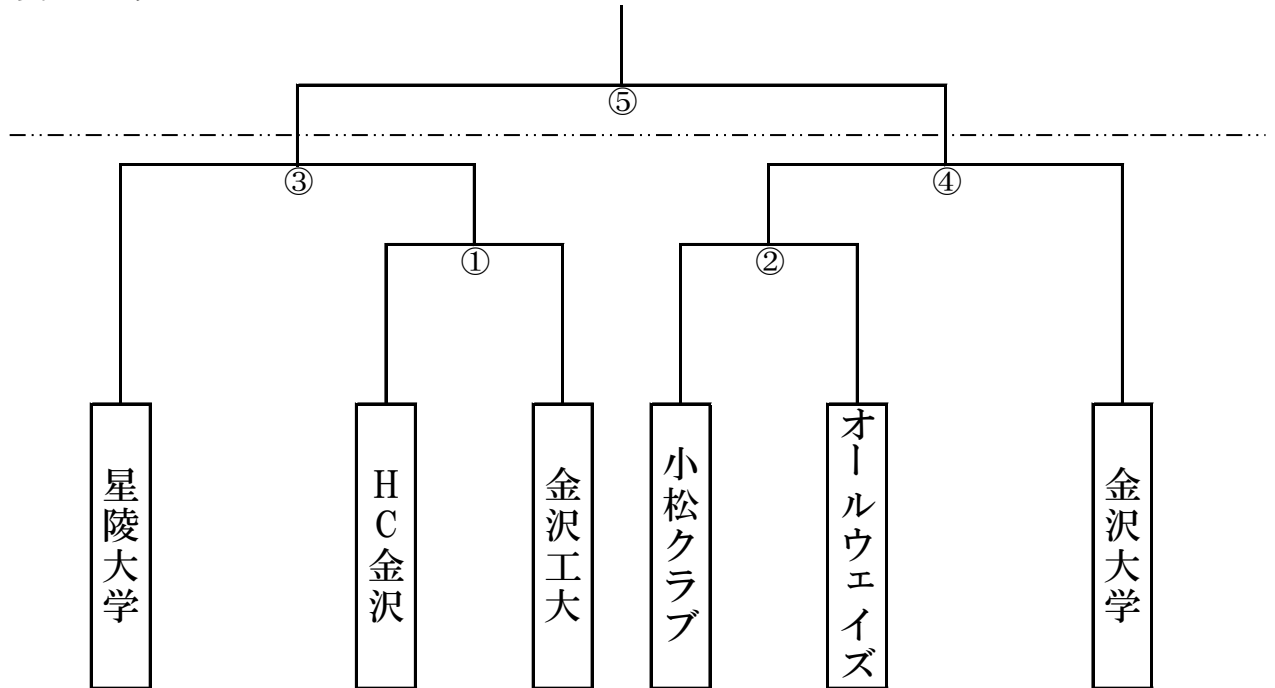 ⑤
③
④
①
②
星陵大学
HC金沢
金沢工大
小松クラブ
オールウェイズ
金沢大学